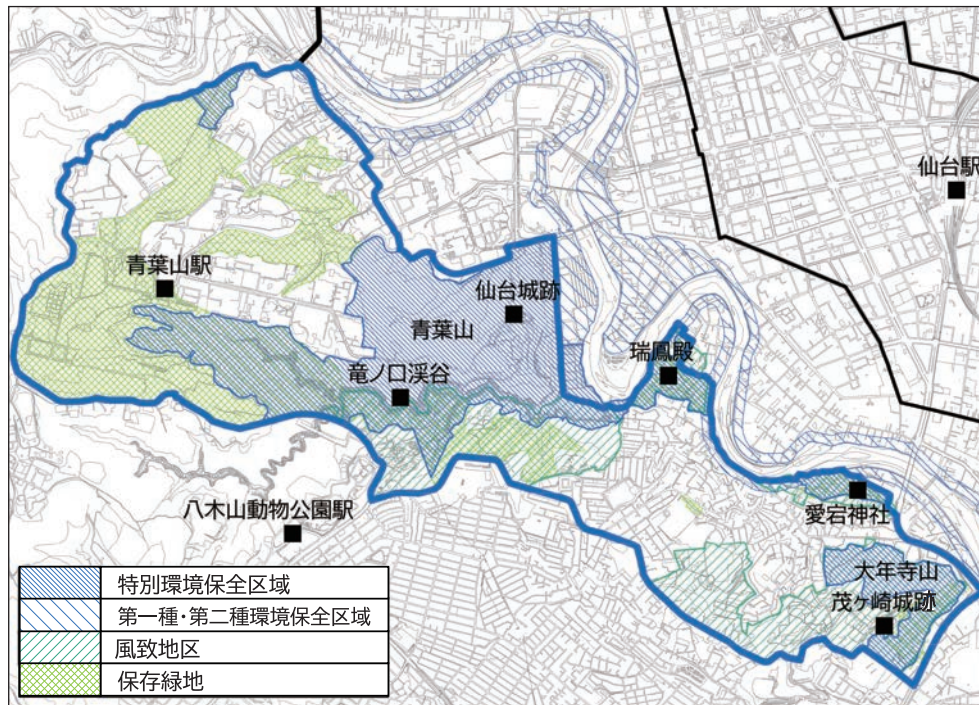 仙台駅
青葉山駅
仙台城跡
青葉山
瑞鳳殿
竜ノ口渓谷
八木山動物公園駅
愛宕神社
大年寺山
茂ヶ崎城跡
特別環境保全区域
第一種・第二種環境保全区域
風致地区
保存緑地